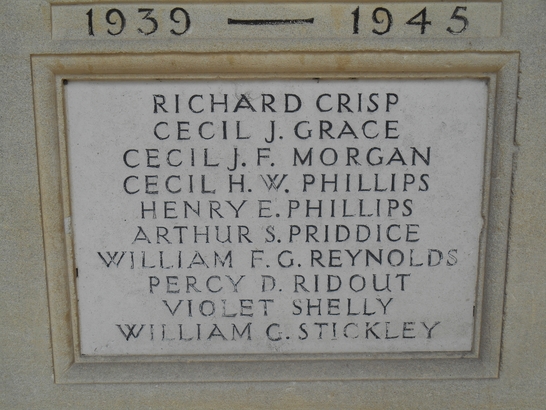 1939 — 1945
RICHARD CRISP
CECIL J. GRACE
CECIL J. F. MORGAN
CECIL H. W. PHILLIPS
HENRY E. PHILLIPS
ARTHUR S. PRIDDICE
WILLIAM F. G. REYNOLDS
PERCY D. RIDOUT
VIOLET SHELLY
WILLIAM C. STICKLEY